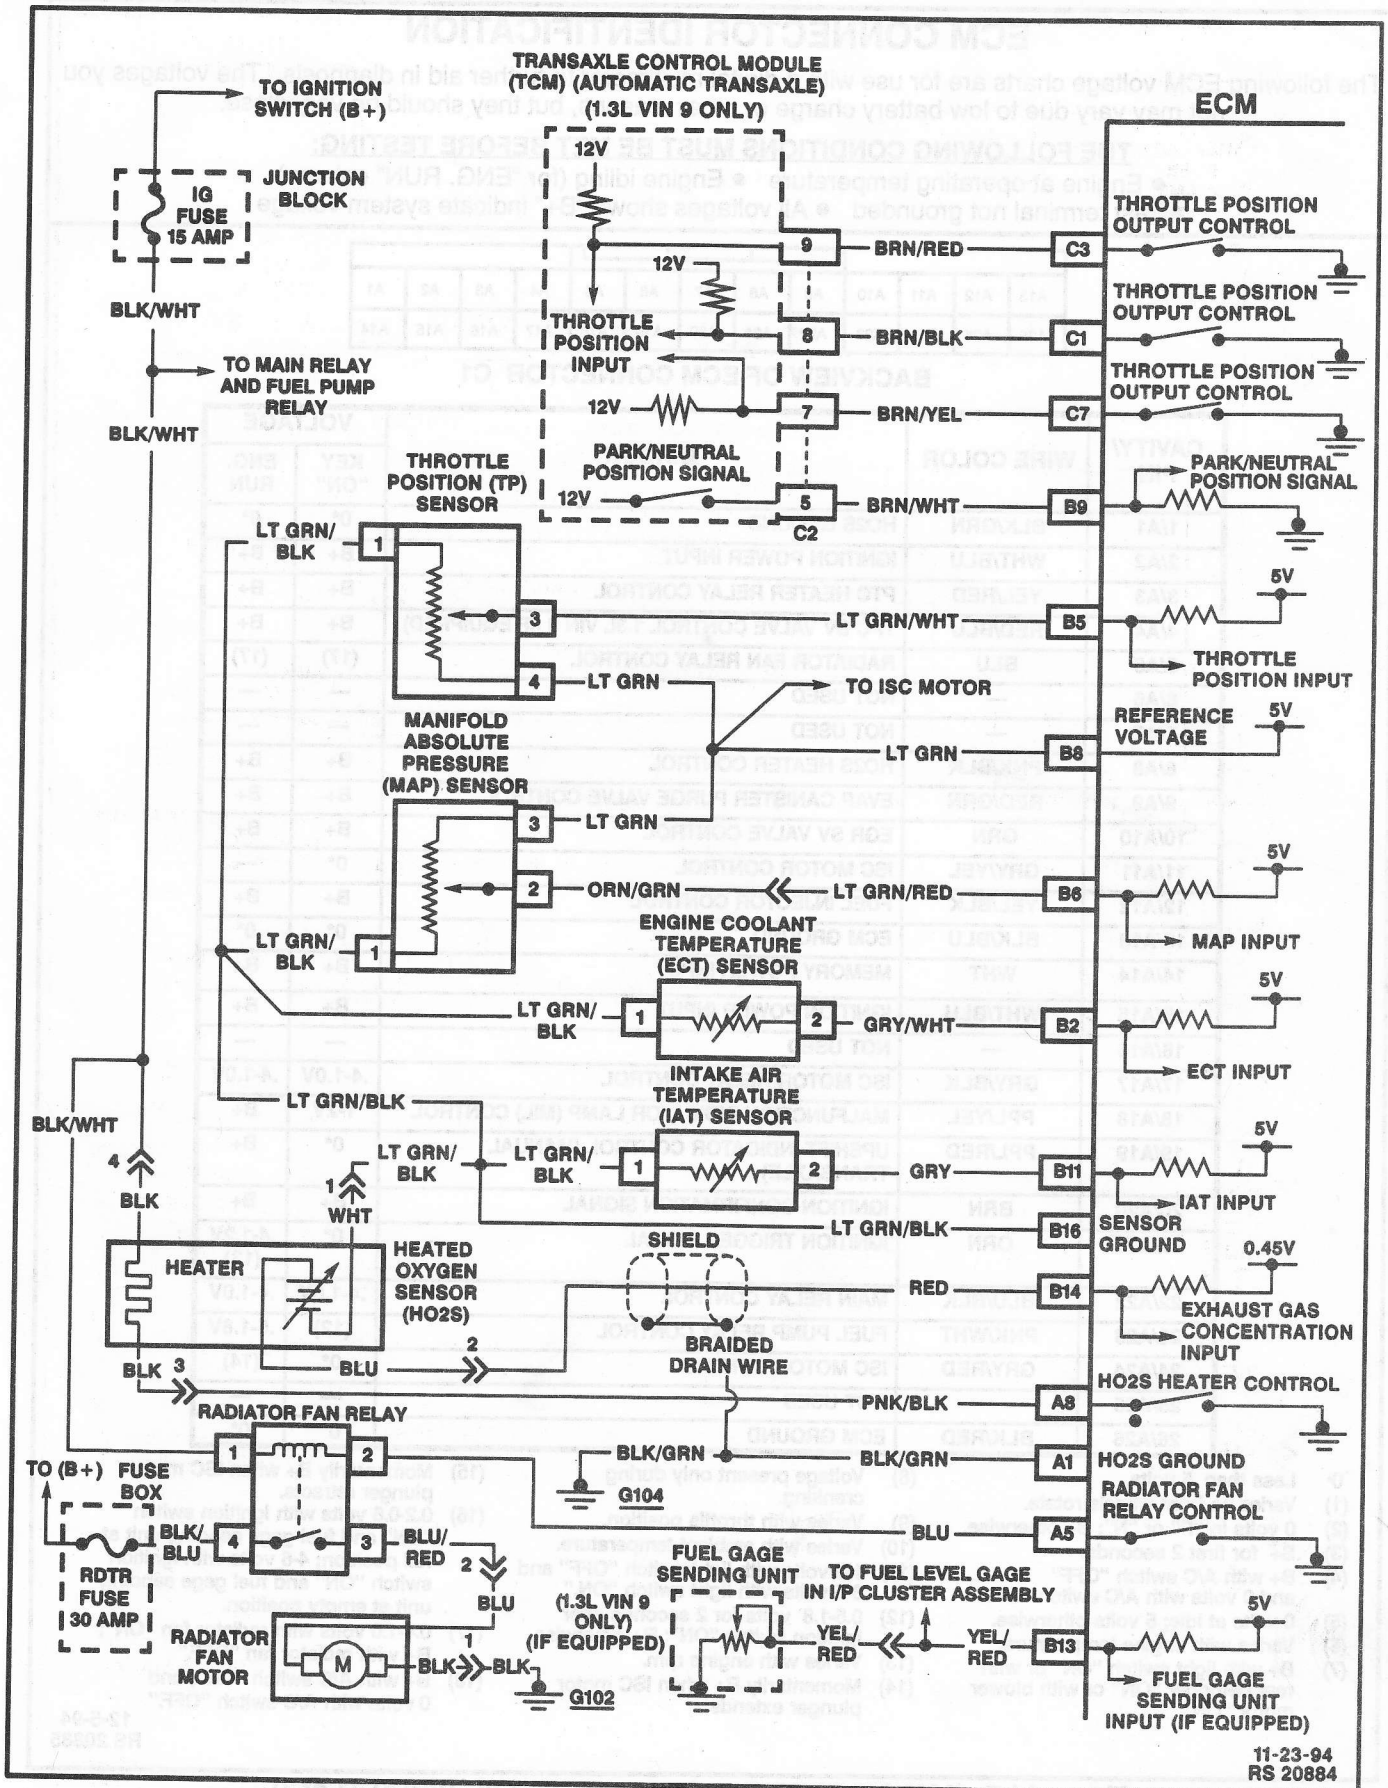 TRANSAXLE CONTROL MODULE
(TCM) (AUTOMATIC TRANSAXLE)
(1.3L VIN 9 ONLY)
ECM
TO IGNITION
SWITCH (B+)
12V
IG
FUSE
15 AMP
JUNCTION
BLOCK
THROTTLE POSITION
OUTPUT CONTROL
9
BRN/RED
C3
12V
BLK/WHT
THROTTLE POSITION
OUTPUT CONTROL
THROTTLE
POSITION
INPUT
8
BRN/BLK
C1
TO MAIN RELAY
AND FUEL PUMP
RELAY
THROTTLE POSITION
OUTPUT CONTROL
12V
7
BRN/YEL
C7
BLK/WHT
PARK/NEUTRAL
POSITION SIGNAL
THROTTLE
POSITION (TP)
SENSOR
PARK/NEUTRAL
POSITION SIGNAL
12V
5
BRN/WHT
B9
C2
LT GRN/
BLK
1
5V
3
LT GRN/WHT
B5
4
LT GRN
TO ISC MOTOR
THROTTLE
POSITION INPUT
MANIFOLD
ABSOLUTE
PRESSURE
(MAP) SENSOR
REFERENCE
VOLTAGE
5V
LT GRN
B8
3
LT GRN
5V
2
ORN/GRN
LT GRN/RED
B6
MAP INPUT
LT GRN/
BLK
1
ENGINE COOLANT
TEMPERATURE
(ECT) SENSOR
5V
LT GRN/
BLK
1
2
GRY/WHT
B2
ECT INPUT
INTAKE AIR
TEMPERATURE
(IAT) SENSOR
LT GRN/BLK
BLK/WHT
5V
4
LT GRN/
BLK
LT GRN/
BLK
1
2
GRY
B11
IAT INPUT
1
BLK
WHT
LT GRN/BLK
B16
SENSOR
GROUND
SHIELD
0.45V
HEATER
HEATED
OXYGEN
SENSOR
(HO2S)
RED
B14
EXHAUST GAS
CONCENTRATION
INPUT
BRAIDED
DRAIN WIRE
BLK
3
BLU
2
HO2S HEATER CONTROL
PNK/BLK
A8
RADIATOR FAN RELAY
1
2
BLK/GRN
BLK/GRN
A1
HO2S GROUND
G104
TO (B+)
FUSE
BOX
RADIATOR FAN
RELAY CONTROL
BLU
A5
BLK/
BLU
4
3
BLU/
RED
2
RDTR
FUSE
30 AMP
FUEL GAGE
SENDING UNIT
TO FUEL LEVEL GAGE
IN I/P CLUSTER ASSEMBLY
BLU
(1.3L VIN 9
ONLY)
(IF EQUIPPED)
5V
RADIATOR
FAN
MOTOR
M
BLK
1
BLK
G102
YEL/
RED
YEL/
RED
B13
FUEL GAGE
SENDING UNIT
INPUT (IF EQUIPPED)
11-23-94
RS 20884